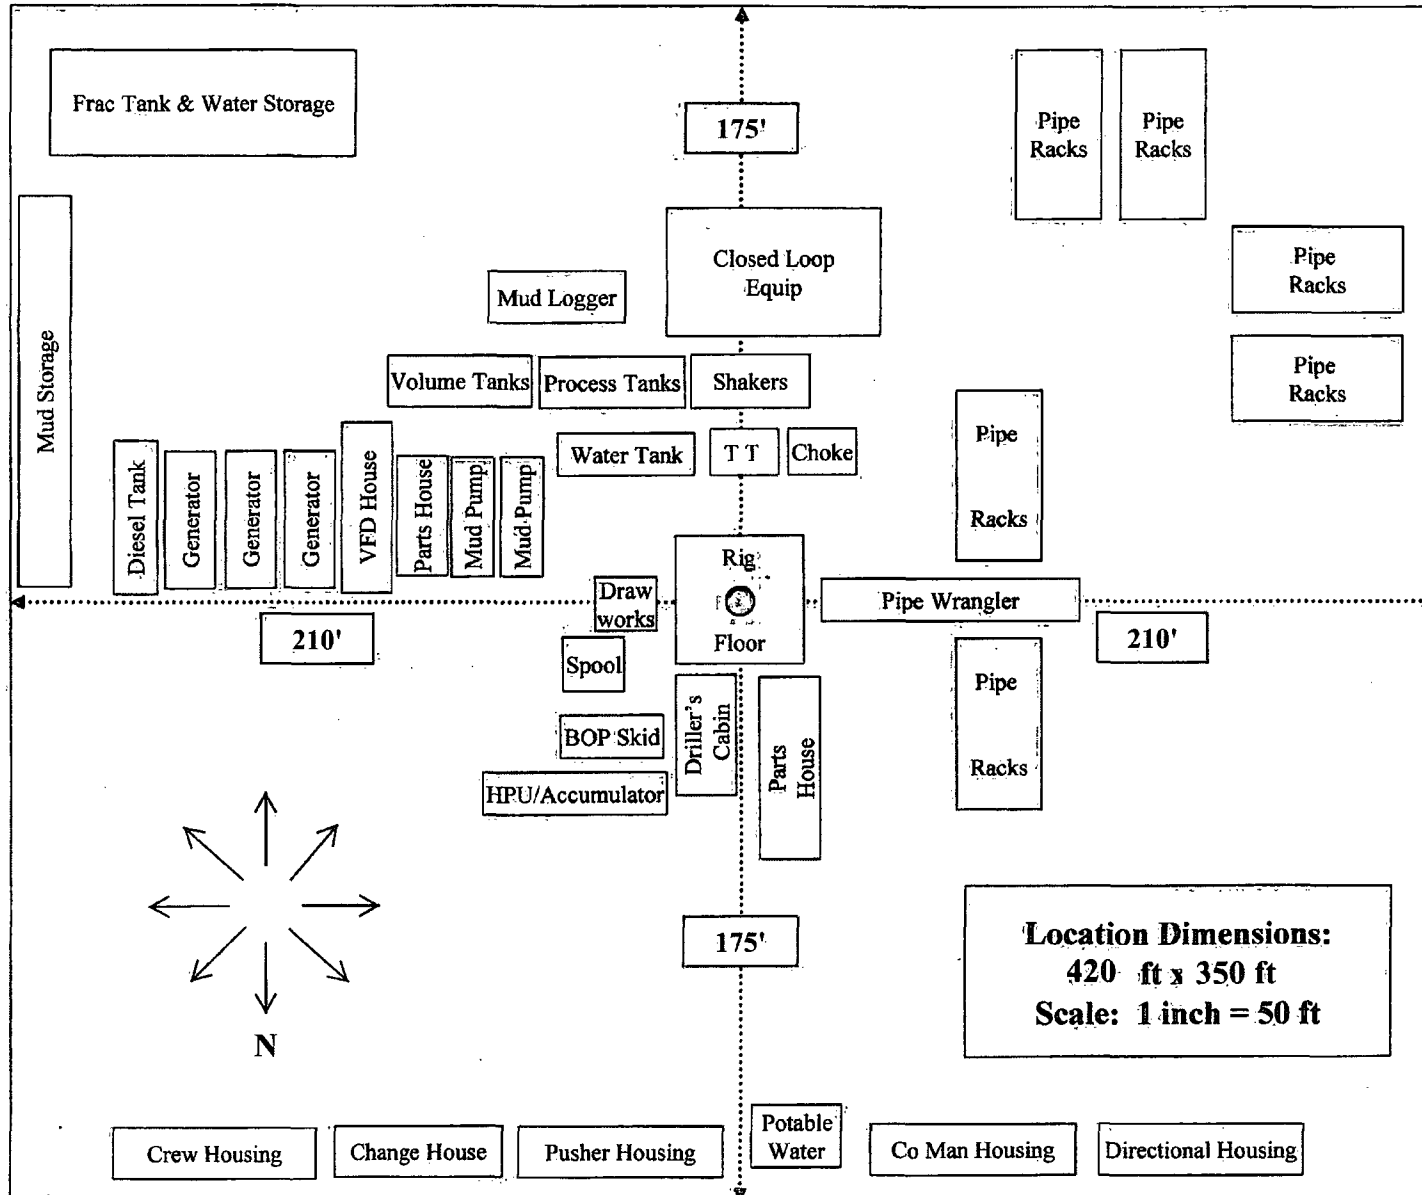 Frac Tank & Water Storage
175'
Pipe
Racks
Pipe
Racks
Closed Loop
Equip
Pipe
Racks
Mud Logger
Mud Storage
Volume Tanks
Process Tanks
Shakers
Pipe
Racks
Diesel Tank
Generator
Generator
Generator
VFD House
Parts House
Mud Pump
Mud Pump
Water Tank
T T
Choke
Pipe
Racks
Rig
Floor
Draw
works
Pipe Wrangler
210'
210'
Spool
Pipe
Racks
BOP Skid
Driller's
Cabin
Parts
House
HPU/Accumulator
N
175'
Location Dimensions:
420 ft x 350 ft
Scale: 1 inch = 50 ft
Crew Housing
Change House
Pusher Housing
Potable
Water
Co Man Housing
Directional Housing